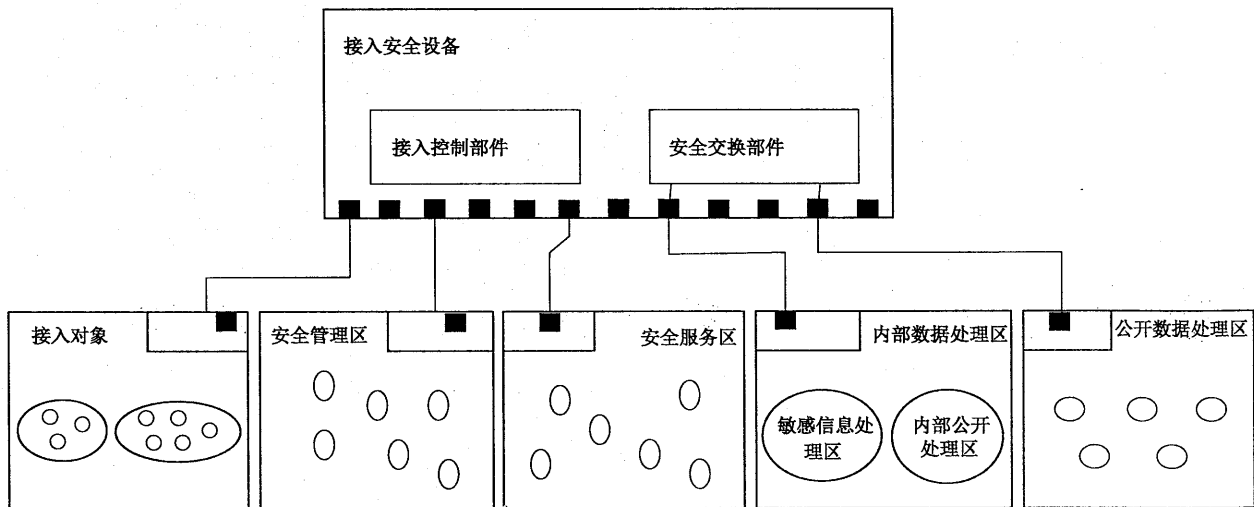 接入安全设备
接入控制部件
安全交换部件
接入对象
安全管理区
安全服务区
内部数据处理区
公开数据处理区
敏感信息处
理区
内部公开
处理区